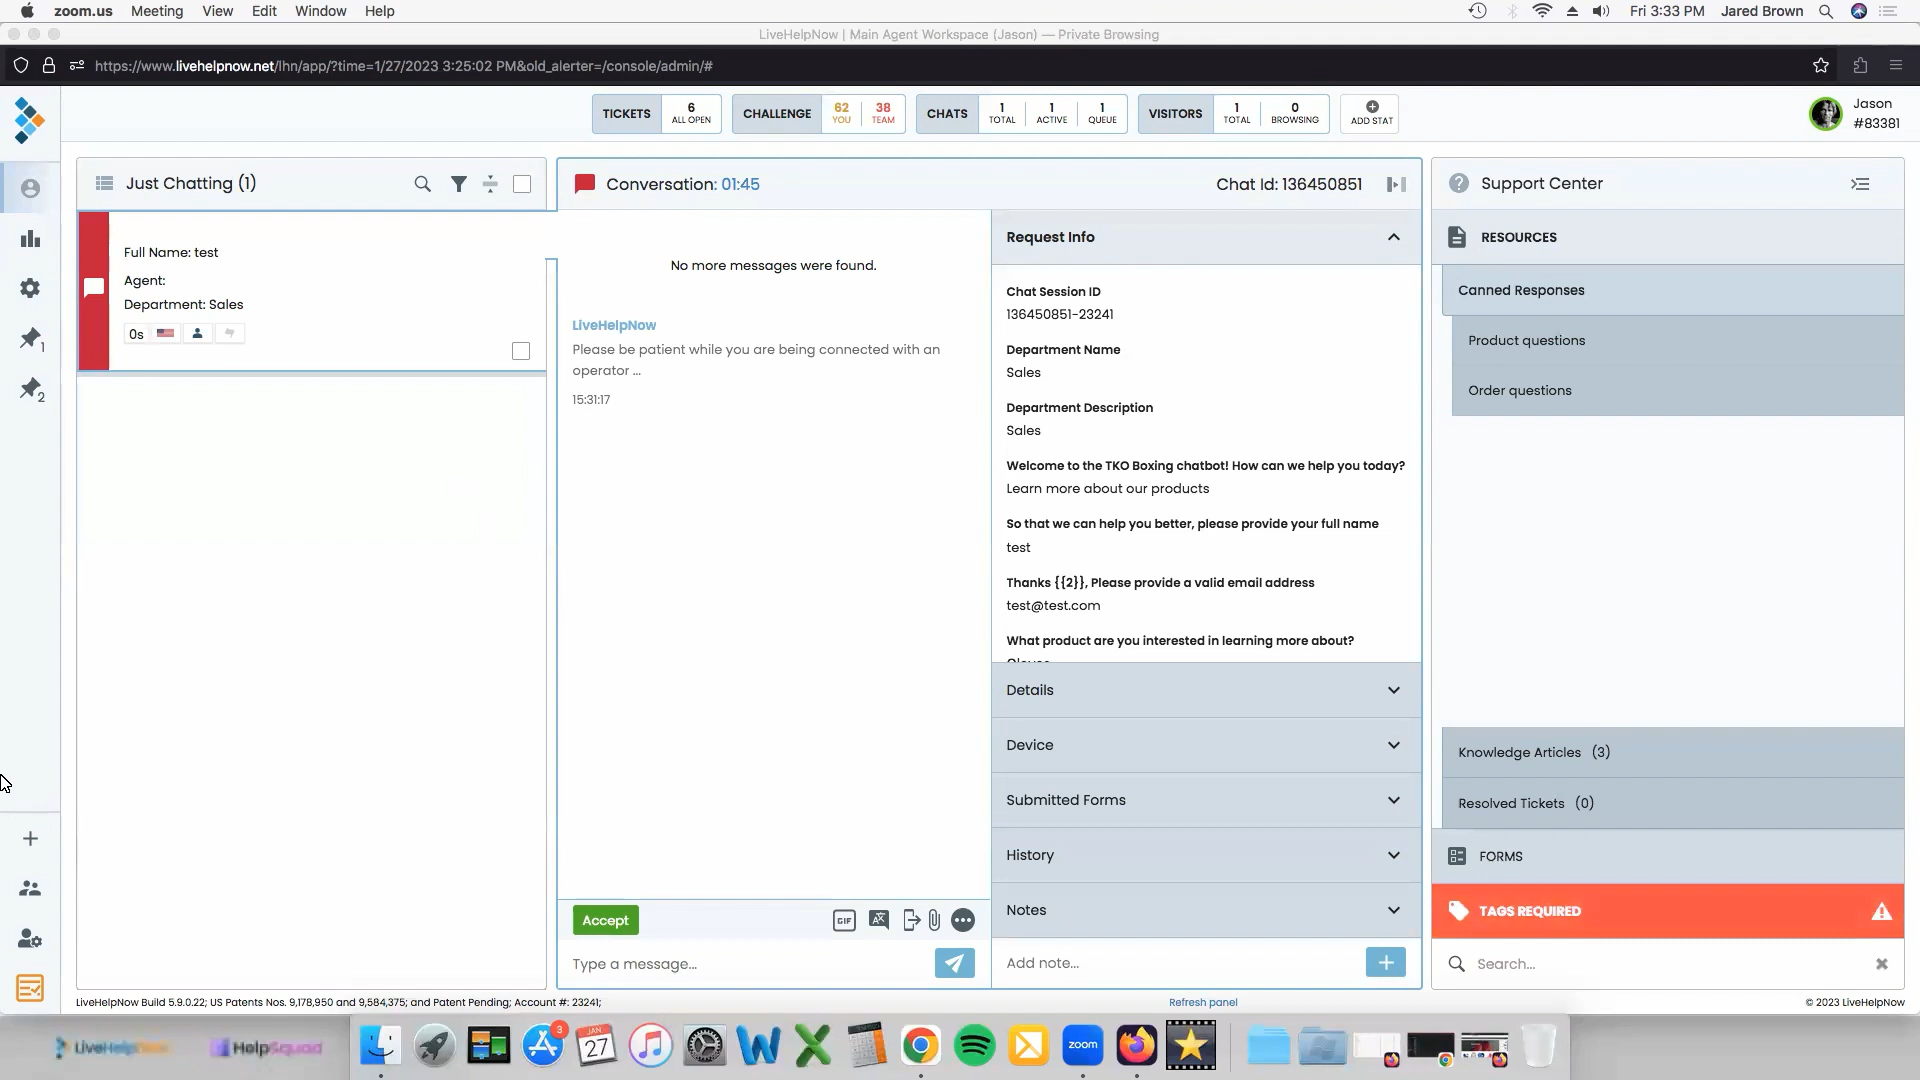 zoom.us Meeting View Edit Window Help Fri 3:33 PM Jared Brown
LiveHelpNow | Main Agent Workspace (Jason) — Private Browsing
https://www.livehelpnow.net/lhn/app/?time=1/27/2023 3:25:02 PM&old_alerter=/console/admin/#
TICKETS 6 ALL OPEN
CHALLENGE 62 YOU 38 TEAM
CHATS 1 TOTAL 1 ACTIVE 1 QUEUE
VISITORS 1 TOTAL 0 BROWSING
ADD STAT
Jason
#83381
Just Chatting (1)
Full Name: test
Agent:
Department: Sales
0s
1
2
Conversation: 01:45
Chat Id: 136450851
No more messages were found.
LiveHelpNow
Please be patient while you are being connected with an
operator ...
15:31:17
Accept
GIF
Type a message...
Request Info
Chat Session ID
136450851-23241
Department Name
Sales
Department Description
Sales
Welcome to the TKO Boxing chatbot! How can we help you today?
Learn more about our products
So that we can help you better, please provide your full name
test
Thanks {{2}}, Please provide a valid email address
test@test.com
What product are you interested in learning more about?
Details
Device
Submitted Forms
History
Notes
Add note...
Support Center
RESOURCES
Canned Responses
Product questions
Order questions
Knowledge Articles (3)
Resolved Tickets (0)
FORMS
TAGS REQUIRED
Search...
LiveHelpNow Build 5.9.0.22; US Patents Nos. 9,178,950 and 9,584,375; and Patent Pending; Account #: 23241;
Refresh panel
© 2023 LiveHelpNow
LiveHelpNow
HelpSquad
3
JAN
27
zoom